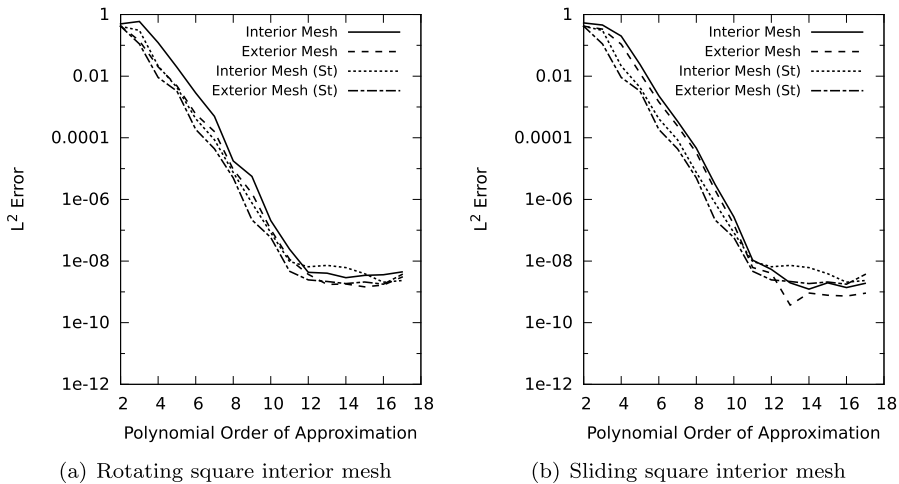 1
0.01
0.0001
1e-06
1e-08
1e-10
1e-12
L² Error
2 4 6 8 10 12 14 16 18
Polynomial Order of Approximation
Interior Mesh
Exterior Mesh
Interior Mesh (St)
Exterior Mesh (St)
(a) Rotating square interior mesh
1
0.01
0.0001
1e-06
1e-08
1e-10
1e-12
L² Error
2 4 6 8 10 12 14 16 18
Polynomial Order of Approximation
Interior Mesh
Exterior Mesh
Interior Mesh (St)
Exterior Mesh (St)
(b) Sliding square interior mesh